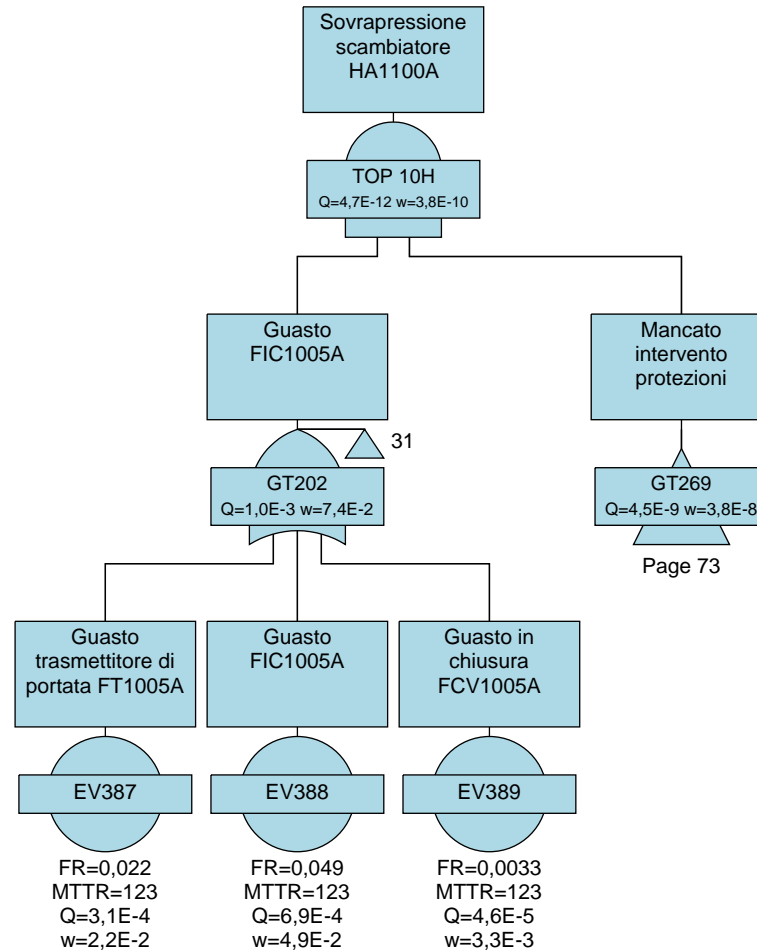 Sovrapressione
scambiatore
HA1100A
TOP 10H
Q=4,7E-12 w=3,8E-10
Guasto
FIC1005A
Mancato
intervento
protezioni
31
GT202
Q=1,0E-3 w=7,4E-2
GT269
Q=4,5E-9 w=3,8E-8
Page 73
Guasto
trasmettitore di
portata FT1005A
Guasto
FIC1005A
Guasto in
chiusura
FCV1005A
EV387
EV388
EV389
FR=0,022
MTTR=123
Q=3,1E-4
w=2,2E-2
FR=0,049
MTTR=123
Q=6,9E-4
w=4,9E-2
FR=0,0033
MTTR=123
Q=4,6E-5
w=3,3E-3